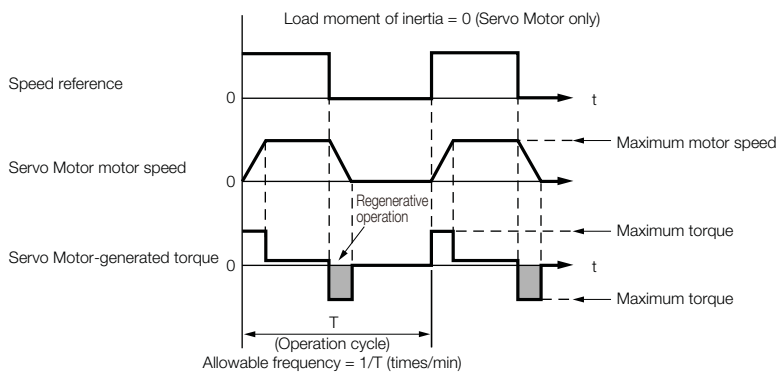 Load moment of inertia = 0 (Servo Motor only)
Speed reference
0
t
Maximum motor speed
Servo Motor motor speed
0
Regenerative
operation
Maximum torque
Servo Motor-generated torque
0
t
Maximum torque
T
(Operation cycle)
Allowable frequency = 1/T (times/min)